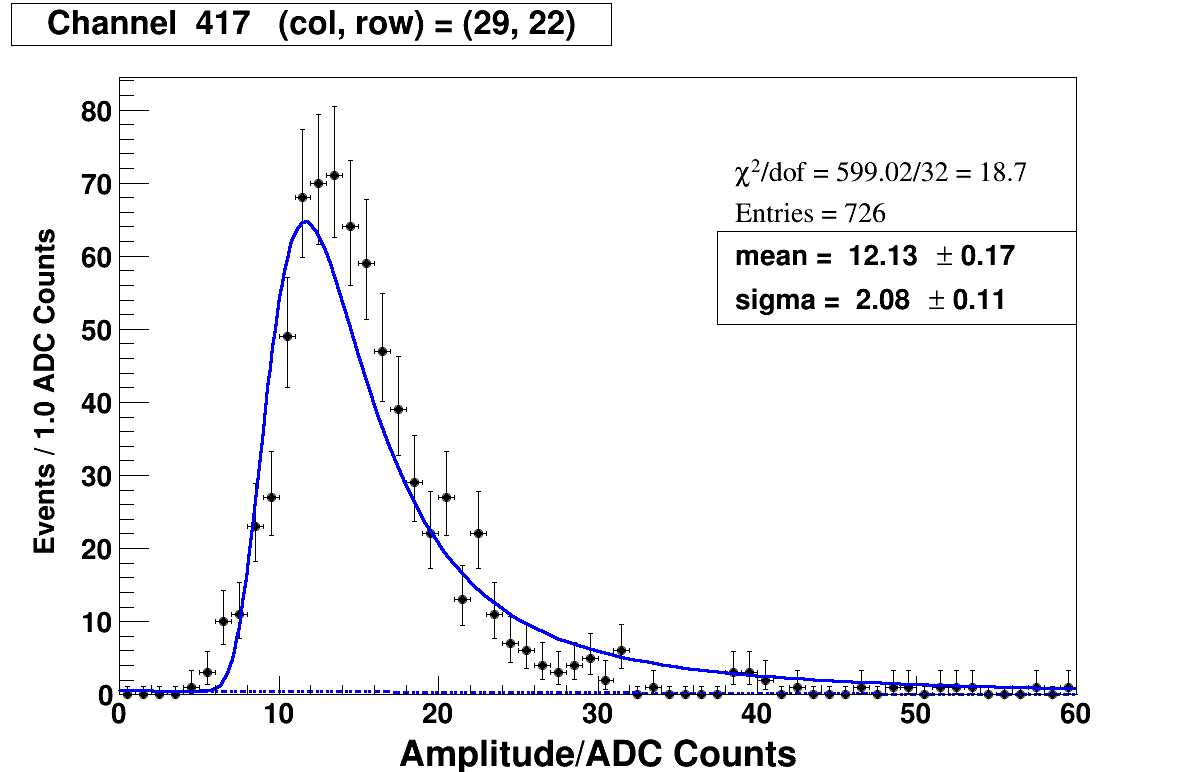 Channel 417 (col, row) = (29, 22)
χ²/dof = 599.02/32 = 18.7
Entries = 726
mean = 12.13 ± 0.17
sigma = 2.08 ± 0.11
Events / 1.0 ADC Counts
80
70
60
50
40
30
20
10
0
0 10 20 30 40 50 60
Amplitude/ADC Counts